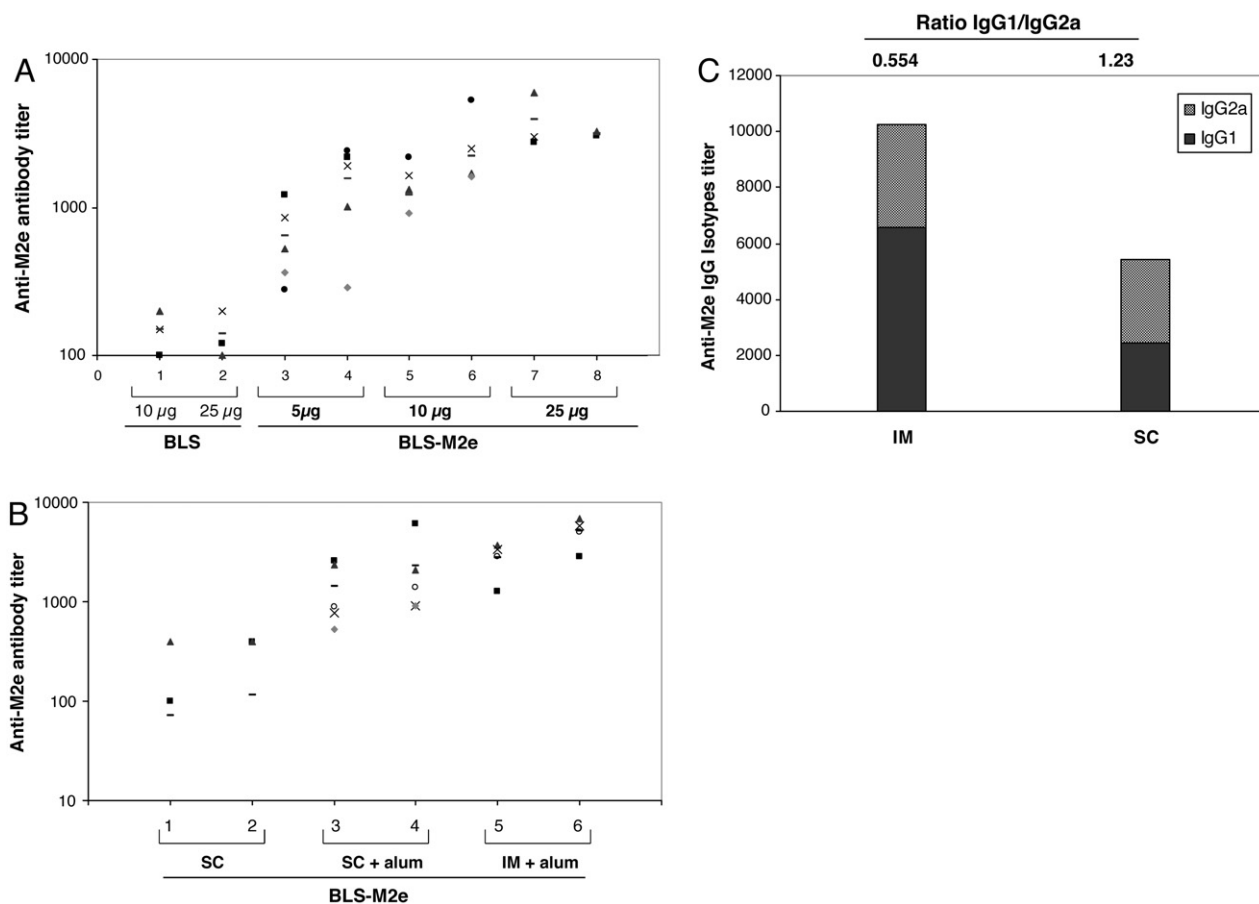 A
Anti-M2e antibody titer
10000
1000
100
0 1 2 3 4 5 6 7 8
10 µg 25 µg 5µg 10 µg 25 µg
BLS BLS-M2e
B
Anti-M2e antibody titer
10000
1000
100
10
1 2 3 4 5 6
SC SC + alum IM + alum
BLS-M2e
Ratio IgG1/IgG2a
0.554 1.23
C
Anti-M2e IgG Isotypes titer
12000
10000
8000
6000
4000
2000
0
IgG2a
IgG1
IM SC